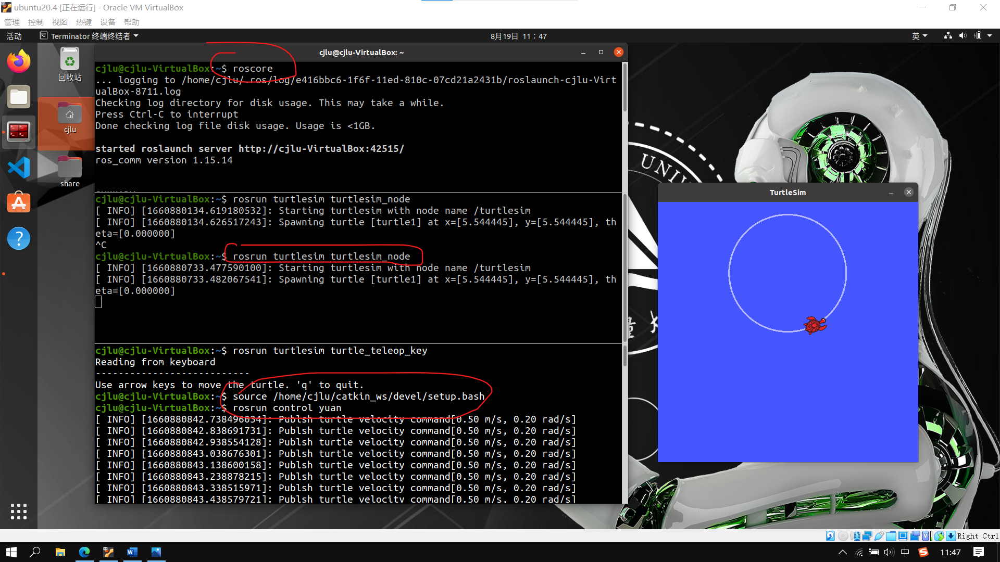 ubuntu20.4 [正在运行] - Oracle VM VirtualBox
管理 控制 视图 热键 设备 帮助
活动 Terminator 终端终结者 8月19日 11：47 英
cjlu@cjlu-VirtualBox: ~
回收站
cjlu
share
cjlu@cjlu-VirtualBox:~$ roscore
... logging to /home/cjlu/.ros/log/e416bbc6-1f6f-11ed-810c-07cd21a2431b/roslaunch-cjlu-Virt
ualBox-8711.log
Checking log directory for disk usage. This may take a while.
Press Ctrl-C to interrupt
Done checking log file disk usage. Usage is <1GB.
started roslaunch server http://cjlu-VirtualBox:42515/
ros_comm version 1.15.14
cjlu@cjlu-VirtualBox:~$ rosrun turtlesim turtlesim_node
[ INFO] [1660880134.619180532]: Starting turtlesim with node name /turtlesim
[ INFO] [1660880134.626517243]: Spawning turtle [turtle1] at x=[5.544445], y=[5.544445], th
eta=[0.000000]
^C
cjlu@cjlu-VirtualBox:~$ rosrun turtlesim turtlesim_node
[ INFO] [1660880733.477590100]: Starting turtlesim with node name /turtlesim
[ INFO] [1660880733.482067541]: Spawning turtle [turtle1] at x=[5.544445], y=[5.544445], th
eta=[0.000000]
cjlu@cjlu-VirtualBox:~$ rosrun turtlesim turtle_teleop_key
Reading from keyboard
---------------------------
Use arrow keys to move the turtle. 'q' to quit.
cjlu@cjlu-VirtualBox:~$ source /home/cjlu/catkin_ws/devel/setup.bash
cjlu@cjlu-VirtualBox:~$ rosrun control yuan
[ INFO] [1660880842.738496034]: Publsh turtle velocity command[0.50 m/s, 0.20 rad/s]
[ INFO] [1660880842.838691731]: Publsh turtle velocity command[0.50 m/s, 0.20 rad/s]
[ INFO] [1660880842.938554128]: Publsh turtle velocity command[0.50 m/s, 0.20 rad/s]
[ INFO] [1660880843.038676301]: Publsh turtle velocity command[0.50 m/s, 0.20 rad/s]
[ INFO] [1660880843.138600158]: Publsh turtle velocity command[0.50 m/s, 0.20 rad/s]
[ INFO] [1660880843.238878215]: Publsh turtle velocity command[0.50 m/s, 0.20 rad/s]
[ INFO] [1660880843.338515971]: Publsh turtle velocity command[0.50 m/s, 0.20 rad/s]
[ INFO] [1660880843.438579721]: Publsh turtle velocity command[0.50 m/s, 0.20 rad/s]
UNI
量
TurtleSim
Right Ctrl
中 11:47